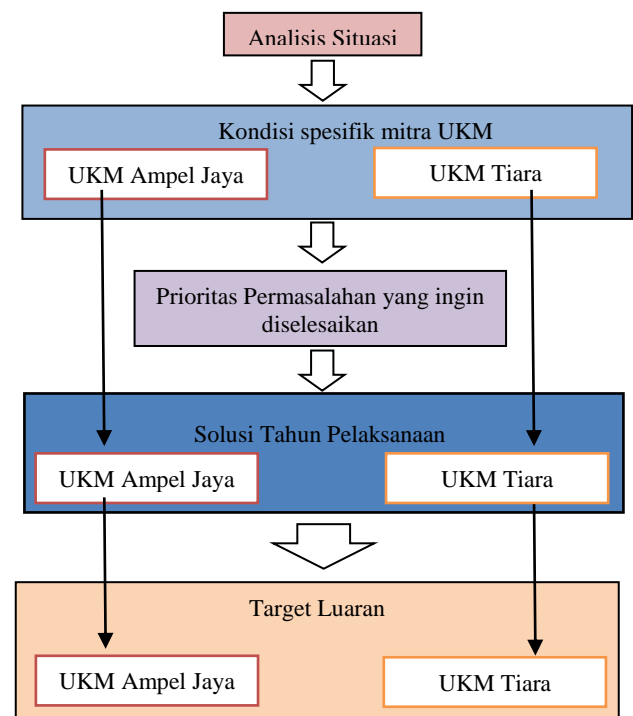 Analisis Situasi
Kondisi spesifik mitra UKM
UKM Ampel Jaya
UKM Tiara
Prioritas Permasalahan yang ingin
diselesaikan
Solusi Tahun Pelaksanaan
UKM Ampel Jaya
UKM Tiara
Target Luaran
UKM Ampel Jaya
UKM Tiara